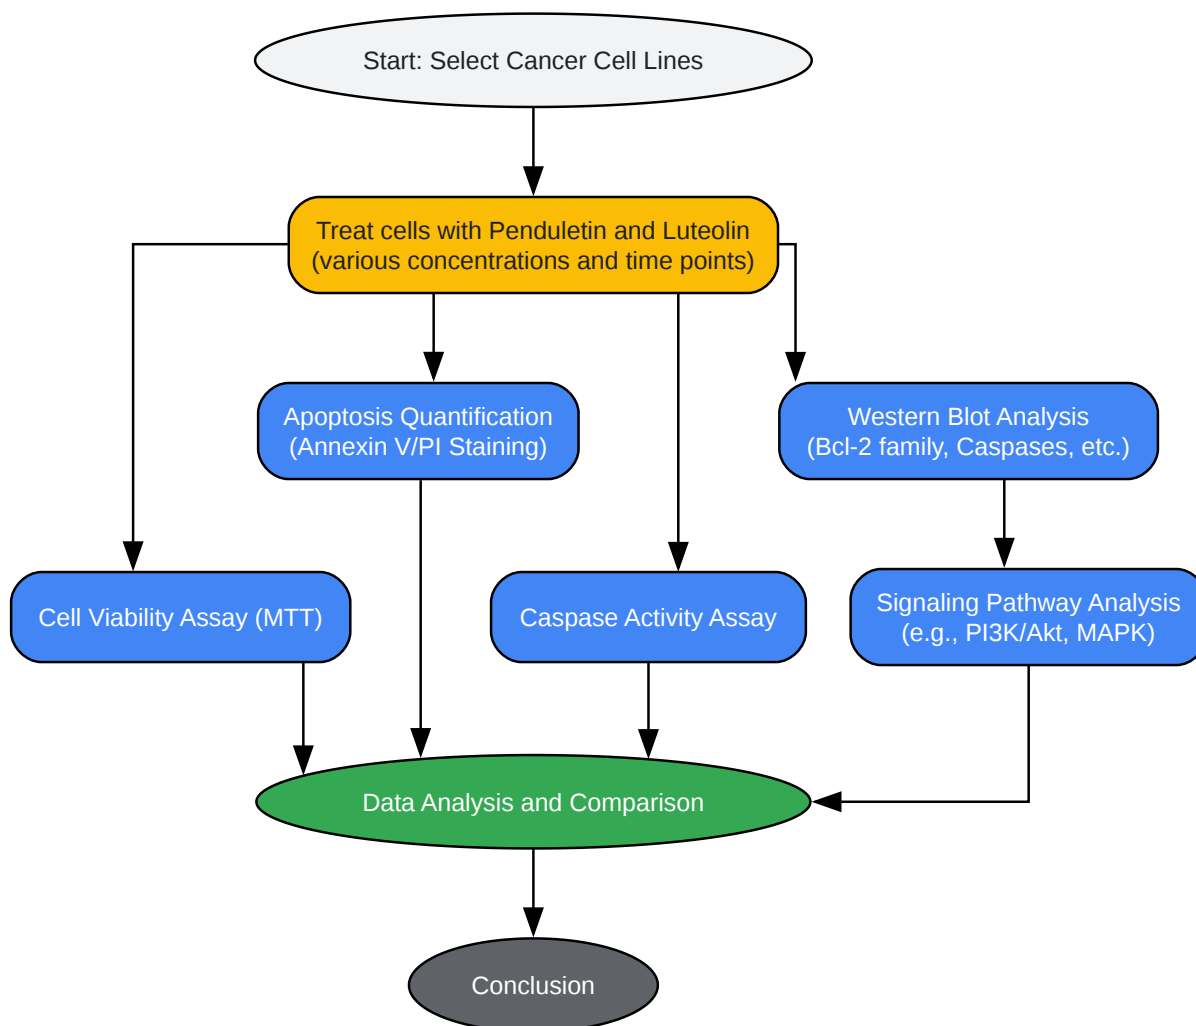 Start: Select Cancer Cell Lines
Treat cells with Penduletin and Luteolin
(various concentrations and time points)
Apoptosis Quantification
(Annexin V/PI Staining)
Western Blot Analysis
(Bcl-2 family, Caspases, etc.)
Cell Viability Assay (MTT)
Caspase Activity Assay
Signaling Pathway Analysis
(e.g., PI3K/Akt, MAPK)
Data Analysis and Comparison
Conclusion